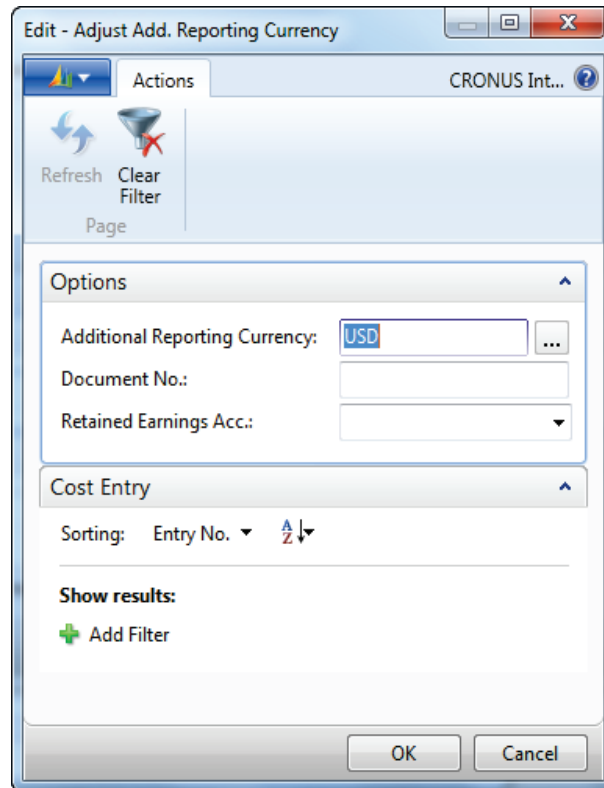 Edit - Adjust Add. Reporting Currency
Actions
CRONUS Int...
Refresh Clear Filter
Page
Options
Additional Reporting Currency: USD ...
Document No.:
Retained Earnings Acc.:
Cost Entry
Sorting: Entry No. A Z
Show results:
Add Filter
OK Cancel